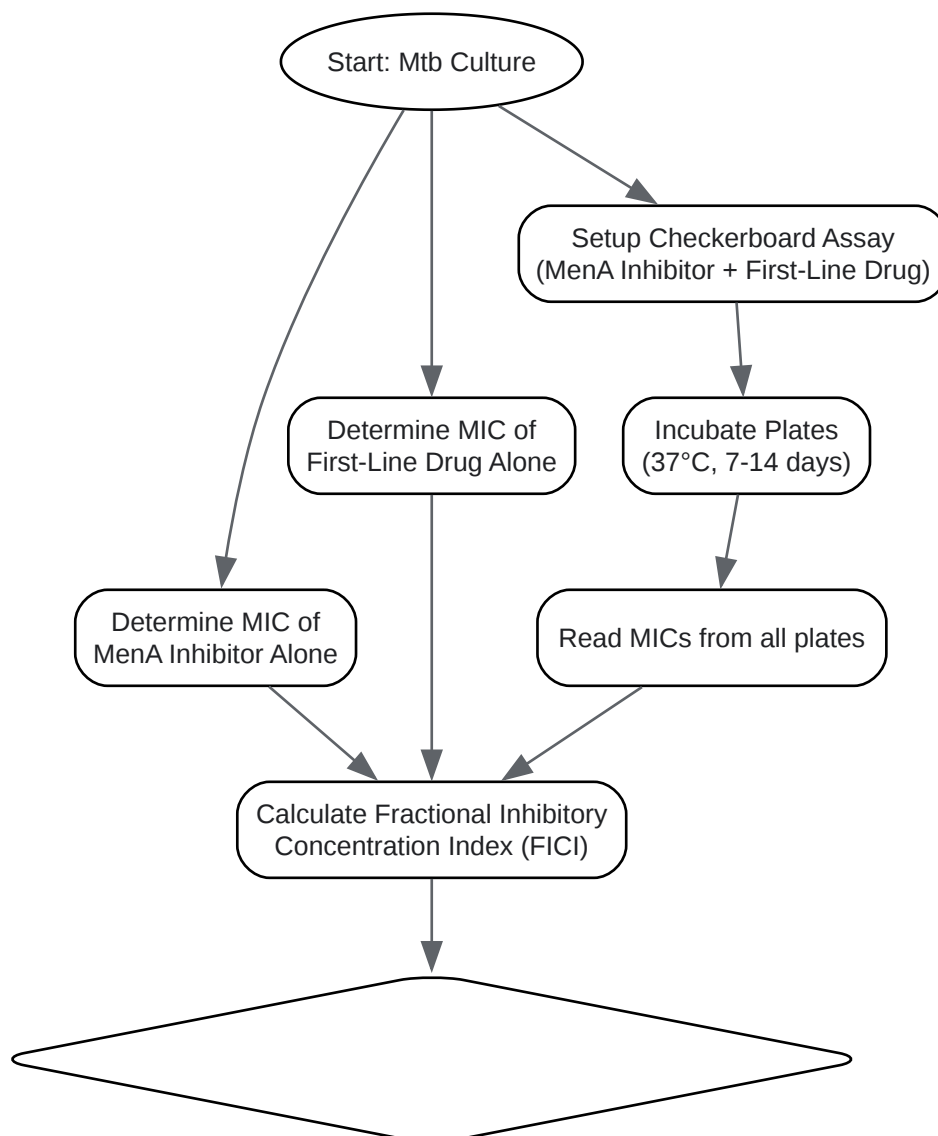 Start: Mtb Culture
Setup Checkerboard Assay
(MenA Inhibitor + First-Line Drug)
Determine MIC of
First-Line Drug Alone
Incubate Plates
(37°C, 7-14 days)
Determine MIC of
MenA Inhibitor Alone
Read MICs from all plates
Calculate Fractional Inhibitory
Concentration Index (FICI)